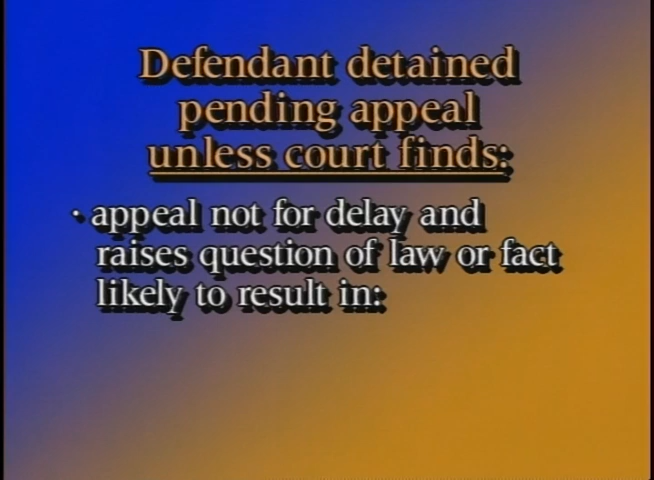 Defendant detained
pending appeal
unless court finds:
• appeal not for delay and
raises question of law or fact
likely to result in: